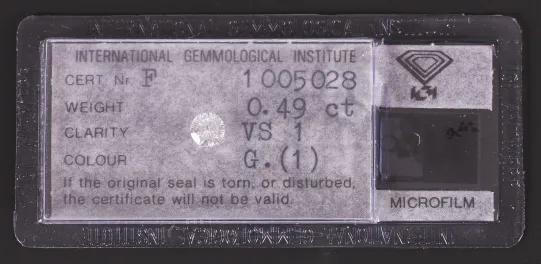 INTERNATIONAL GEMMOLOGICAL INSTITUTE
CERT. Nr F 1005028
WEIGHT 0.49 ct
CLARITY VS 1
COLOUR G.(1)
If the original seal is torn, or disturbed,
the certificate will not be valid.
MICROFILM